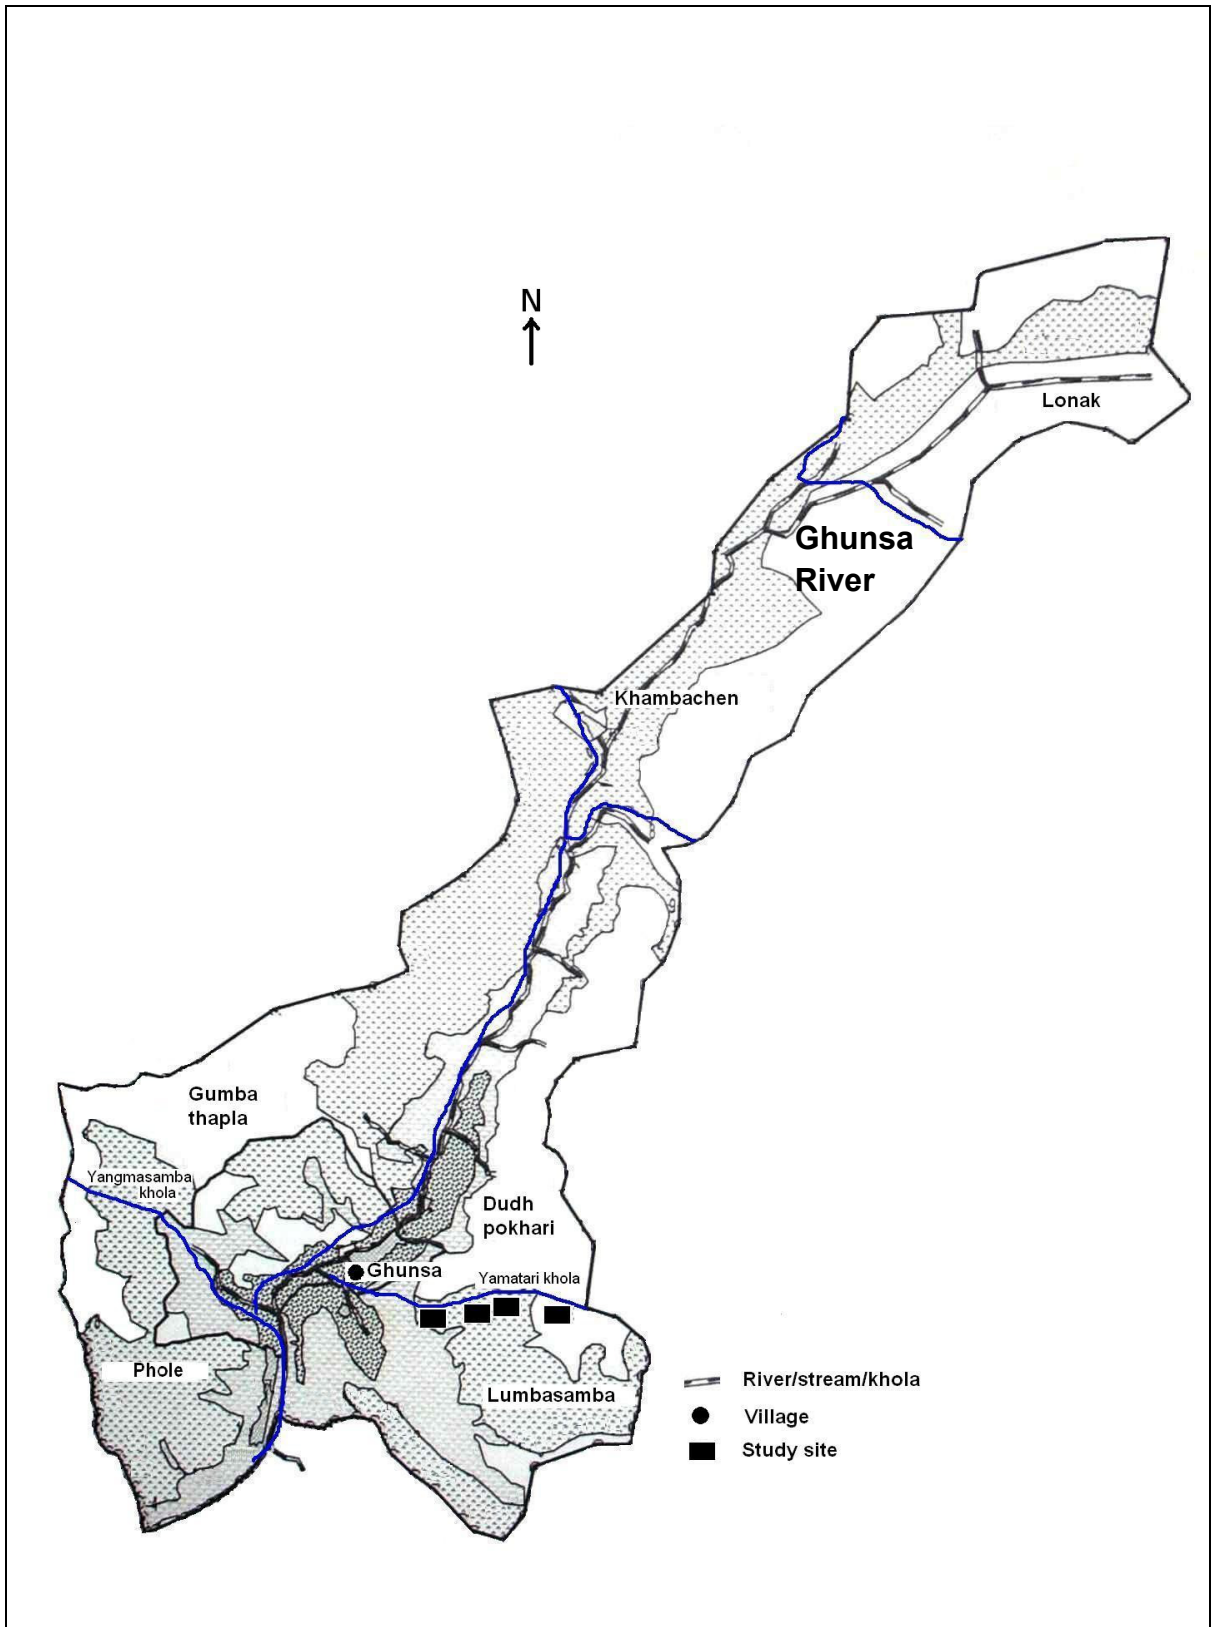 N
Lonak
Ghunsa
River
Khambachen
Gumba
thapla
Yangmasamba
khola
Dudh
pokhari
Ghunsa
Yamatari khola
Phole
Lumbasamba
River/stream/khola
Village
Study site